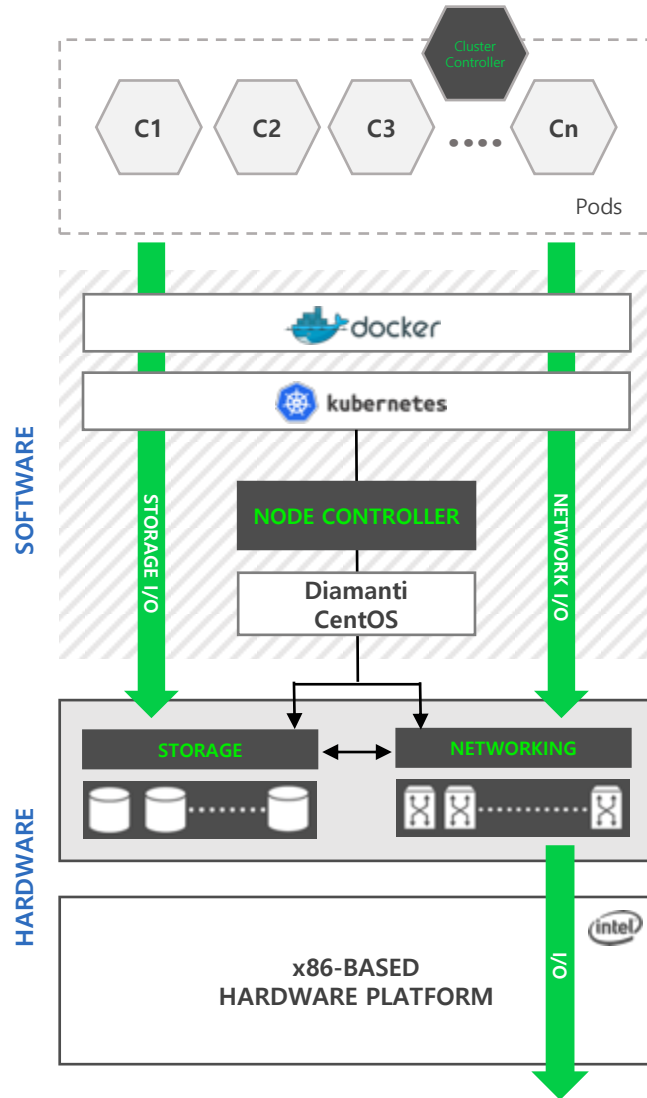 Cluster
Controller
C1
C2
C3
....
Cn
Pods
docker
kubernetes
SOFTWARE
STORAGE I/O
NETWORK I/O
NODE CONTROLLER
Diamanti
CentOS
STORAGE
NETWORKING
HARDWARE
intel
x86-BASED
HARDWARE PLATFORM
I/O